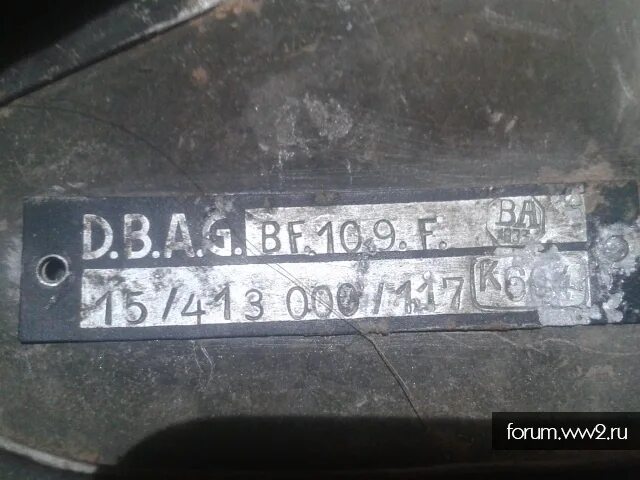 D.B.A.G. BF.109.F. BA
15/413 000/117
forum.ww2.ru